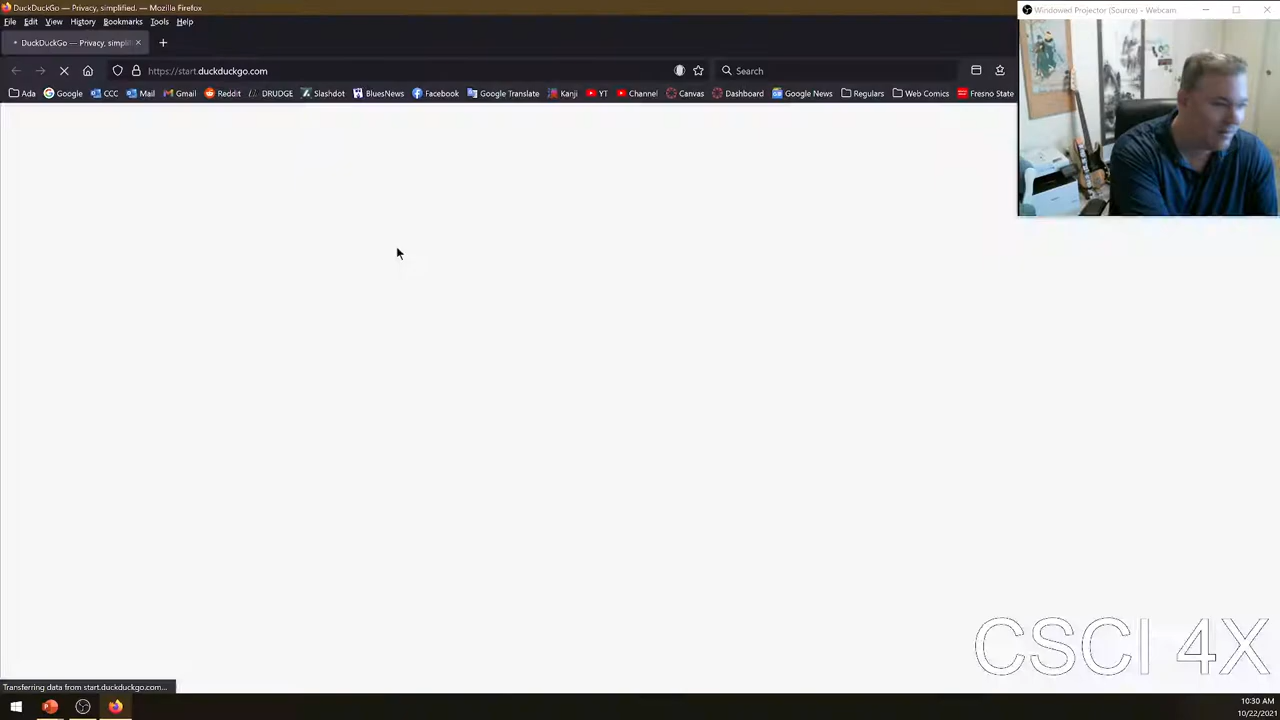 DuckDuckGo — Privacy, simplified. — Mozilla Firefox
Windowed Projector (Source) - Webcam
File Edit View History Bookmarks Tools Help
DuckDuckGo — Privacy, simpl
https://start.duckduckgo.com
Search
Ada Google CCC Mail Gmail Reddit DRUDGE Slashdot BluesNews Facebook Google Translate Kanji YT Channel Canvas Dashboard Google News Regulars Web Comics Fresno State
CSCI 4X
Transferring data from start.duckduckgo.com...
10:30 AM
10/22/2021